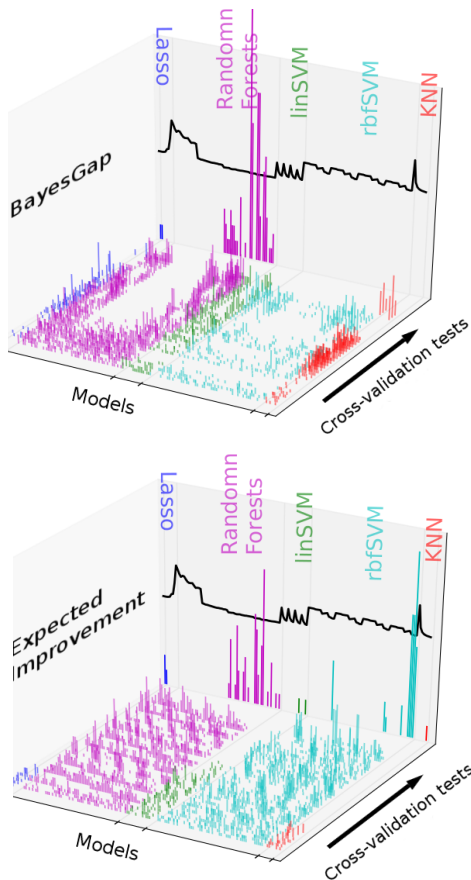 Lasso
Randomn
Forests
linSVM
rbfSVM
KNN
BayesGap
Models
Cross-validation tests
Lasso
Randomn
Forests
linSVM
rbfSVM
KNN
Expected
Improvement
Models
Cross-validation tests